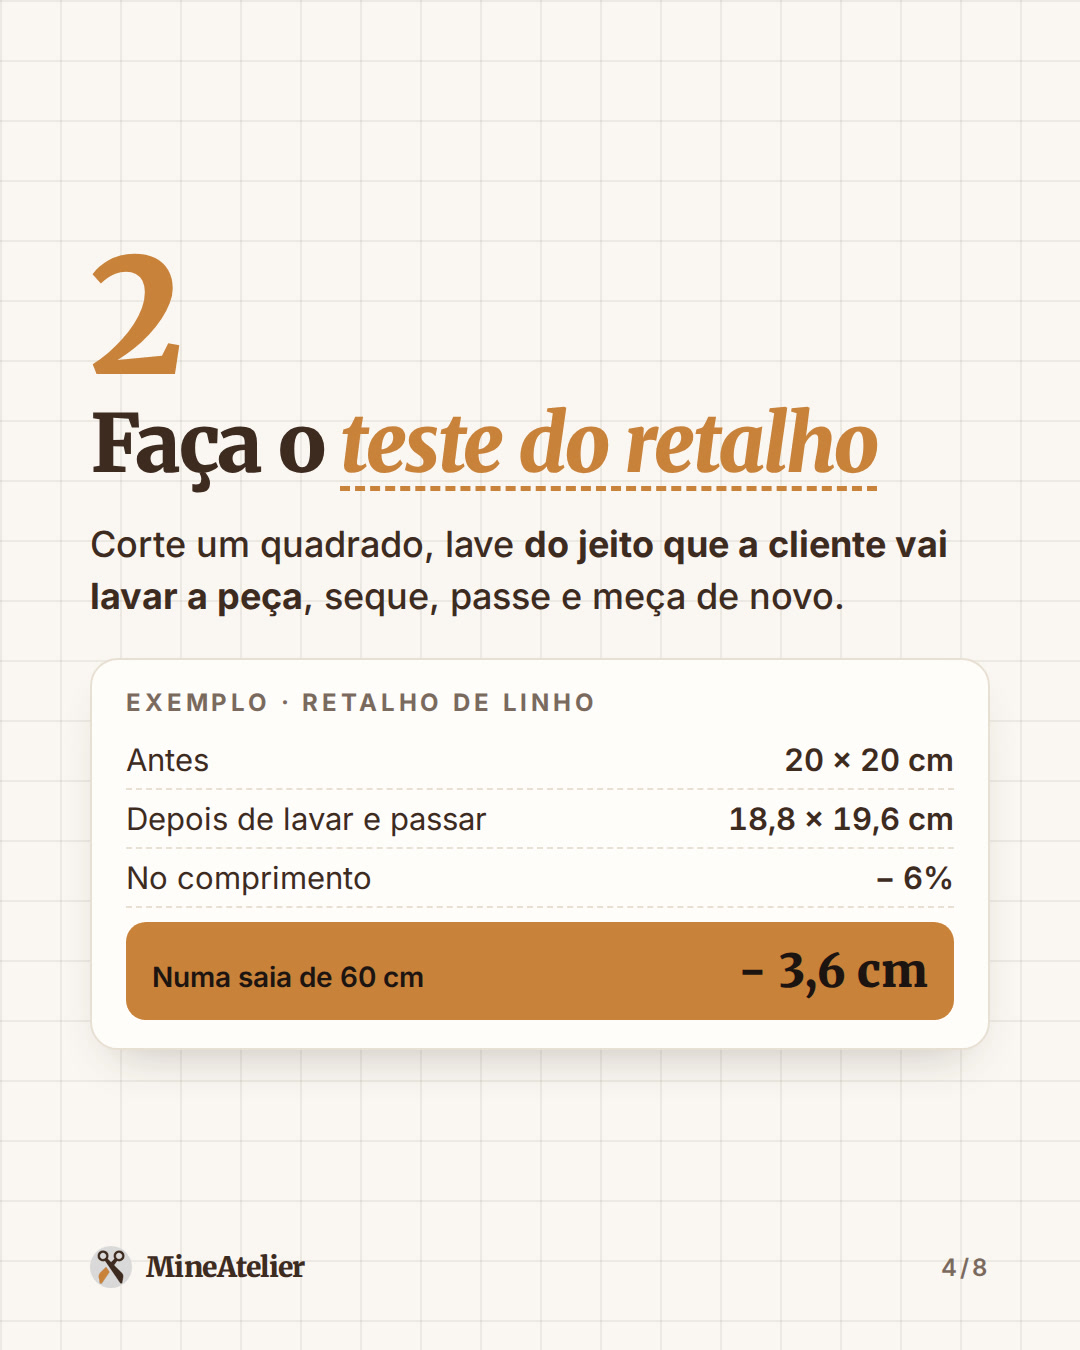 2
Faça o teste do retalho
Corte um quadrado, lave do jeito que a cliente vai
lavar a peça, seque, passe e meça de novo.
EXEMPLO · RETALHO DE LINHO
Antes 20 × 20 cm
Depois de lavar e passar 18,8 × 19,6 cm
No comprimento – 6%
Numa saia de 60 cm – 3,6 cm
MineAtelier 4/8